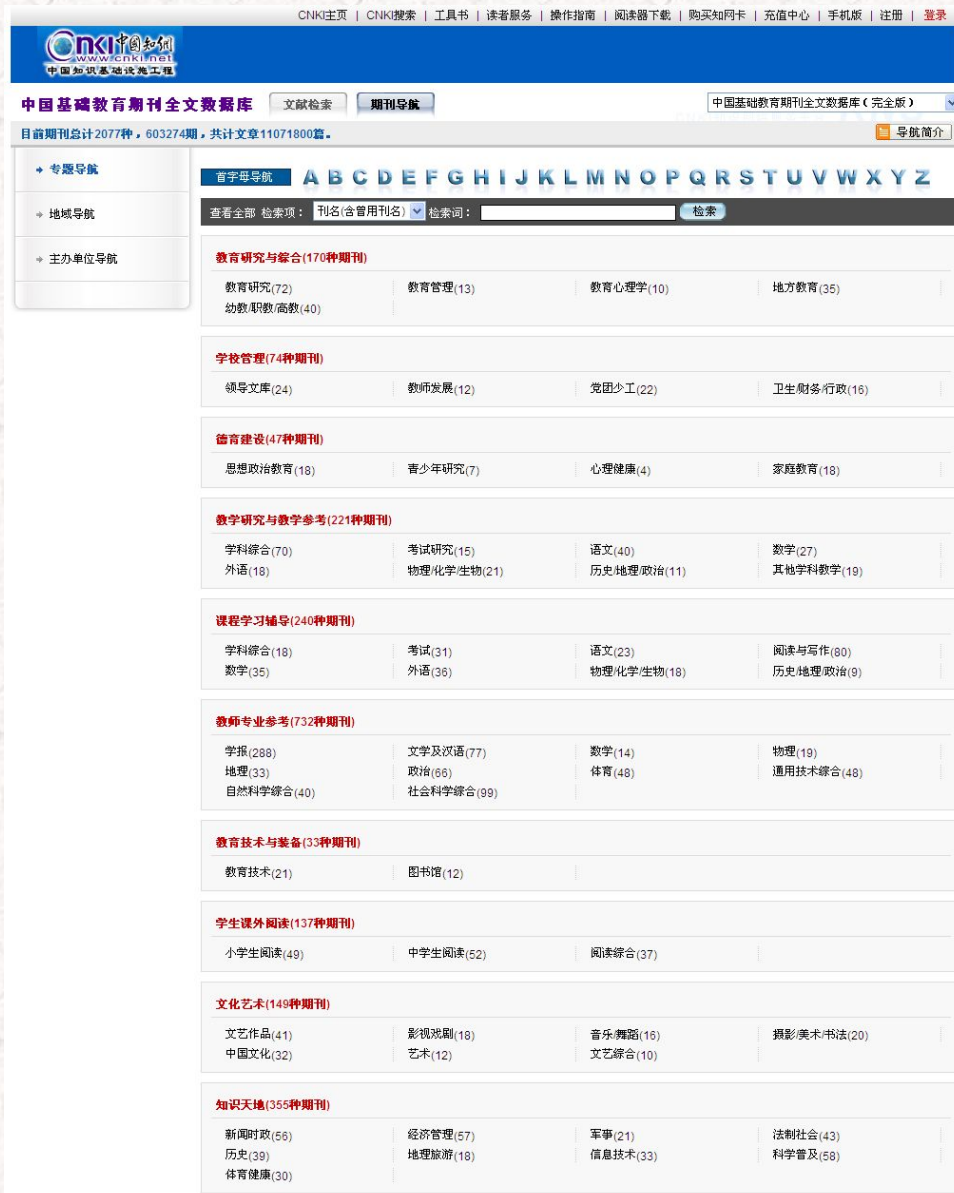 CNKI主页 | CNKI搜索 | 工具书 | 读者服务 | 操作指南 | 阅读器下载 | 购买知网卡 | 充值中心 | 手机版 | 注册 | 登录
CNKI中国知网
www.cnki.net
中国知识基础设施工程
中国基础教育期刊全文数据库 文献检索 期刊导航 中国基础教育期刊全文数据库(完全版)
目前期刊总计2077种,603274期,共计文章11071800篇。 导航简介
专题导航
地域导航
主办单位导航
首字母导航 A B C D E F G H I J K L M N O P Q R S T U V W X Y Z
查看全部 检索项: 刊名(含曾用刊名) 检索词: 检索
教育研究与综合(170种期刊)
教育研究(72) 教育管理(13) 教育心理学(10) 地方教育(35)
幼教/职教/高教(40)
学校管理(74种期刊)
领导文库(24) 教师发展(12) 党团少工(22) 卫生/财务/行政(16)
德育建设(47种期刊)
思想政治教育(18) 青少年研究(7) 心理健康(4) 家庭教育(18)
教学研究与教学参考(221种期刊)
学科综合(70) 考试研究(15) 语文(40) 数学(27)
外语(18) 物理/化学/生物(21) 历史/地理/政治(11) 其他学科教学(19)
课程学习辅导(240种期刊)
学科综合(18) 考试(31) 语文(23) 阅读与写作(80)
数学(35) 外语(36) 物理/化学/生物(18) 历史/地理/政治(9)
教师专业参考(732种期刊)
学报(288) 文学及汉语(77) 数学(14) 物理(19)
地理(33) 政治(66) 体育(48) 通用技术综合(48)
自然科学综合(40) 社会科学综合(99)
教育技术与装备(33种期刊)
教育技术(21) 图书馆(12)
学生课外阅读(137种期刊)
小学生阅读(49) 中学生阅读(52) 阅读综合(37)
文化艺术(149种期刊)
文艺作品(41) 影视戏剧(18) 音乐/舞蹈(16) 摄影/美术/书法(20)
中国文化(32) 艺术(12) 文艺综合(10)
知识天地(355种期刊)
新闻时政(56) 经济管理(57) 军事(21) 法制社会(43)
历史(39) 地理旅游(18) 信息技术(33) 科学普及(58)
体育健康(30)